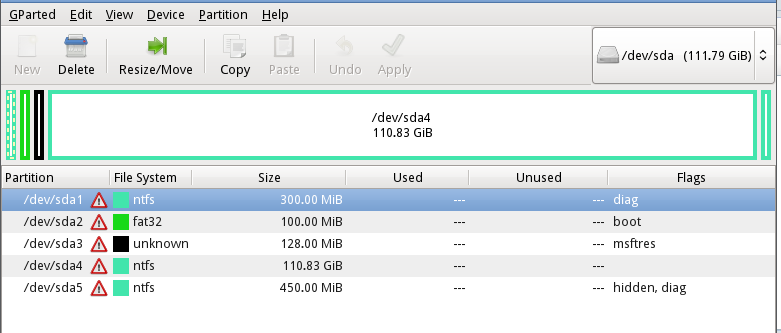 GParted Edit View Device Partition Help
New Delete Resize/Move Copy Paste Undo Apply /dev/sda (111.79 GiB)
/dev/sda4
110.83 GiB
Partition File System Size Used Unused Flags
/dev/sda1 ntfs 300.00 MiB --- --- diag
/dev/sda2 fat32 100.00 MiB --- --- boot
/dev/sda3 unknown 128.00 MiB --- --- msftres
/dev/sda4 ntfs 110.83 GiB --- ---
/dev/sda5 ntfs 450.00 MiB --- --- hidden, diag